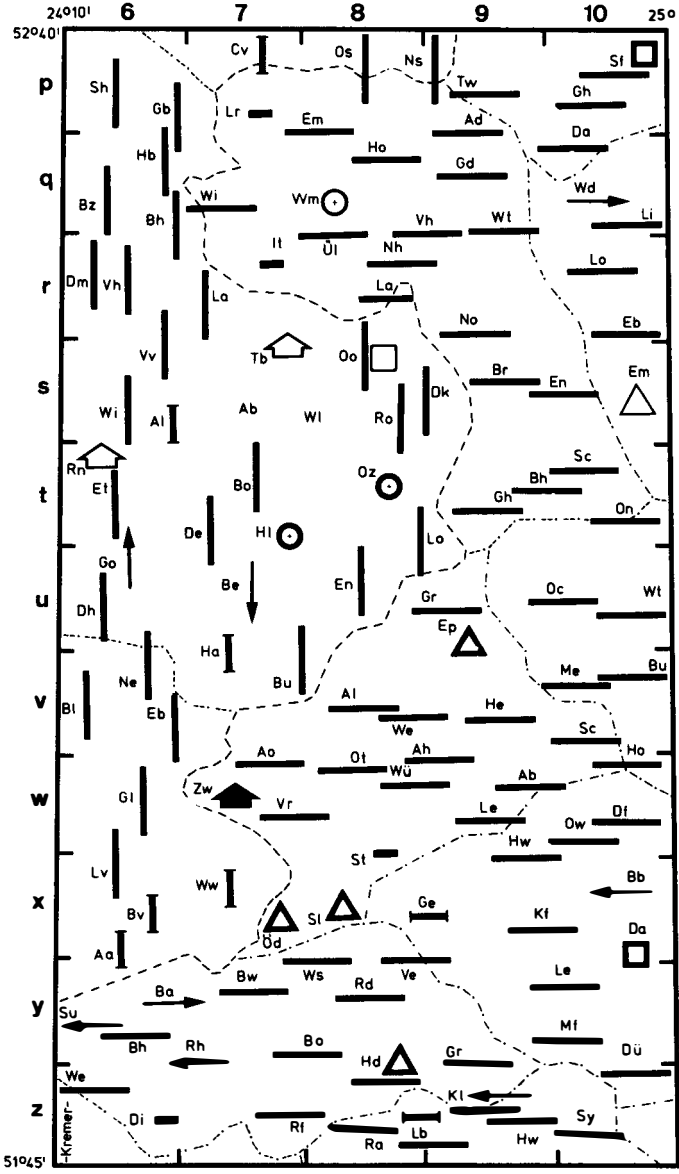 24°10'1 6 7 8 9 10 25°
52°40'
p
Cv Os Ns Sf
Sh Tw
Gb Lr Em Ad Gh
Hb Ho Da
q
Gd
Bz Wi Wm Wd
Bh Vh Wt Li
It Ül Nh
r
Dm Vh La Lo
La
Vv No Eb
Tb Oo
s
Br Em
Dk En
Wi Al Ab Wl Ro
Rn Sc
t
Et Bo Oz Bh
Gh
De Hl Lo On
Go
u
Be En Oc Wt
Dh Gr
Ep
Ha
Ne Bu Me Bu
v
Bl Eb Al He
We Sc
Ao Ot Ah Ho
Wü
w
Gl Zw Ab
Vr Le Df
Ow
Hw
St
Lv
x
Ww Bb
Bv Sl Ge Kf Da
Öd
Aa
Bw Ws Ve
y
Ba Rd Le
Su
Bh Rh Bo Mf
Hd Gr Dü
We
z
Kl
-Kremer-
Di Rf Sy
Ra Lb Hw
51°45'